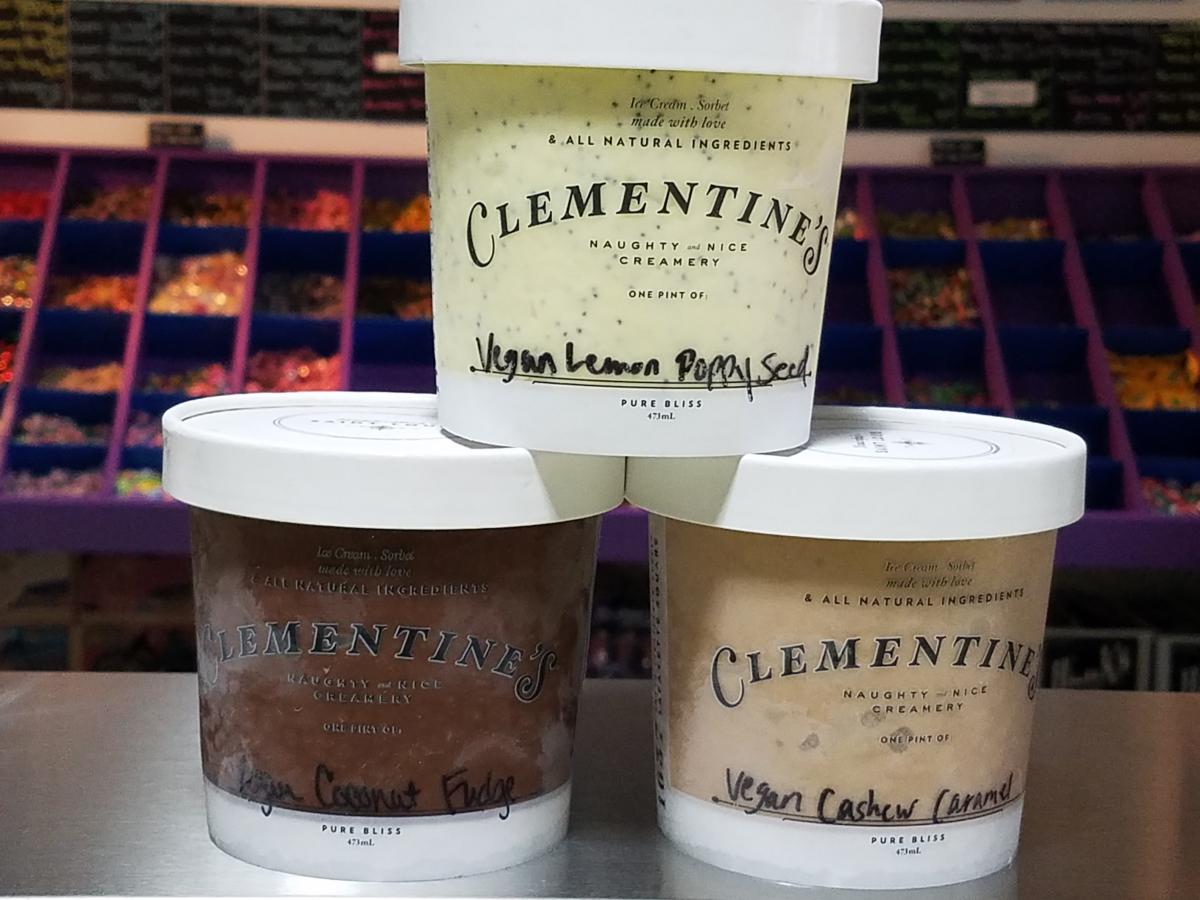 Ice Cream . Sorbet
made with love
& ALL NATURAL INGREDIENTS
CLEMENTINE'S
NAUGHTY and NICE
CREAMERY
ONE PINT OF:
Vegan Lemon Poppy Seed
PURE BLISS
473mL
Ice Cream . Sorbet
made with love
& ALL NATURAL INGREDIENTS
CLEMENTINE'S
NAUGHTY and NICE
CREAMERY
ONE PINT OF:
Vegan Coconut Fudge
PURE BLISS
473mL
SAINT LOUIS
Ice Cream . Sorbet
made with love
& ALL NATURAL INGREDIENTS
CLEMENTINE'S
NAUGHTY and NICE
CREAMERY
ONE PINT OF:
Vegan Cashew Caramel
PURE BLISS
473mL